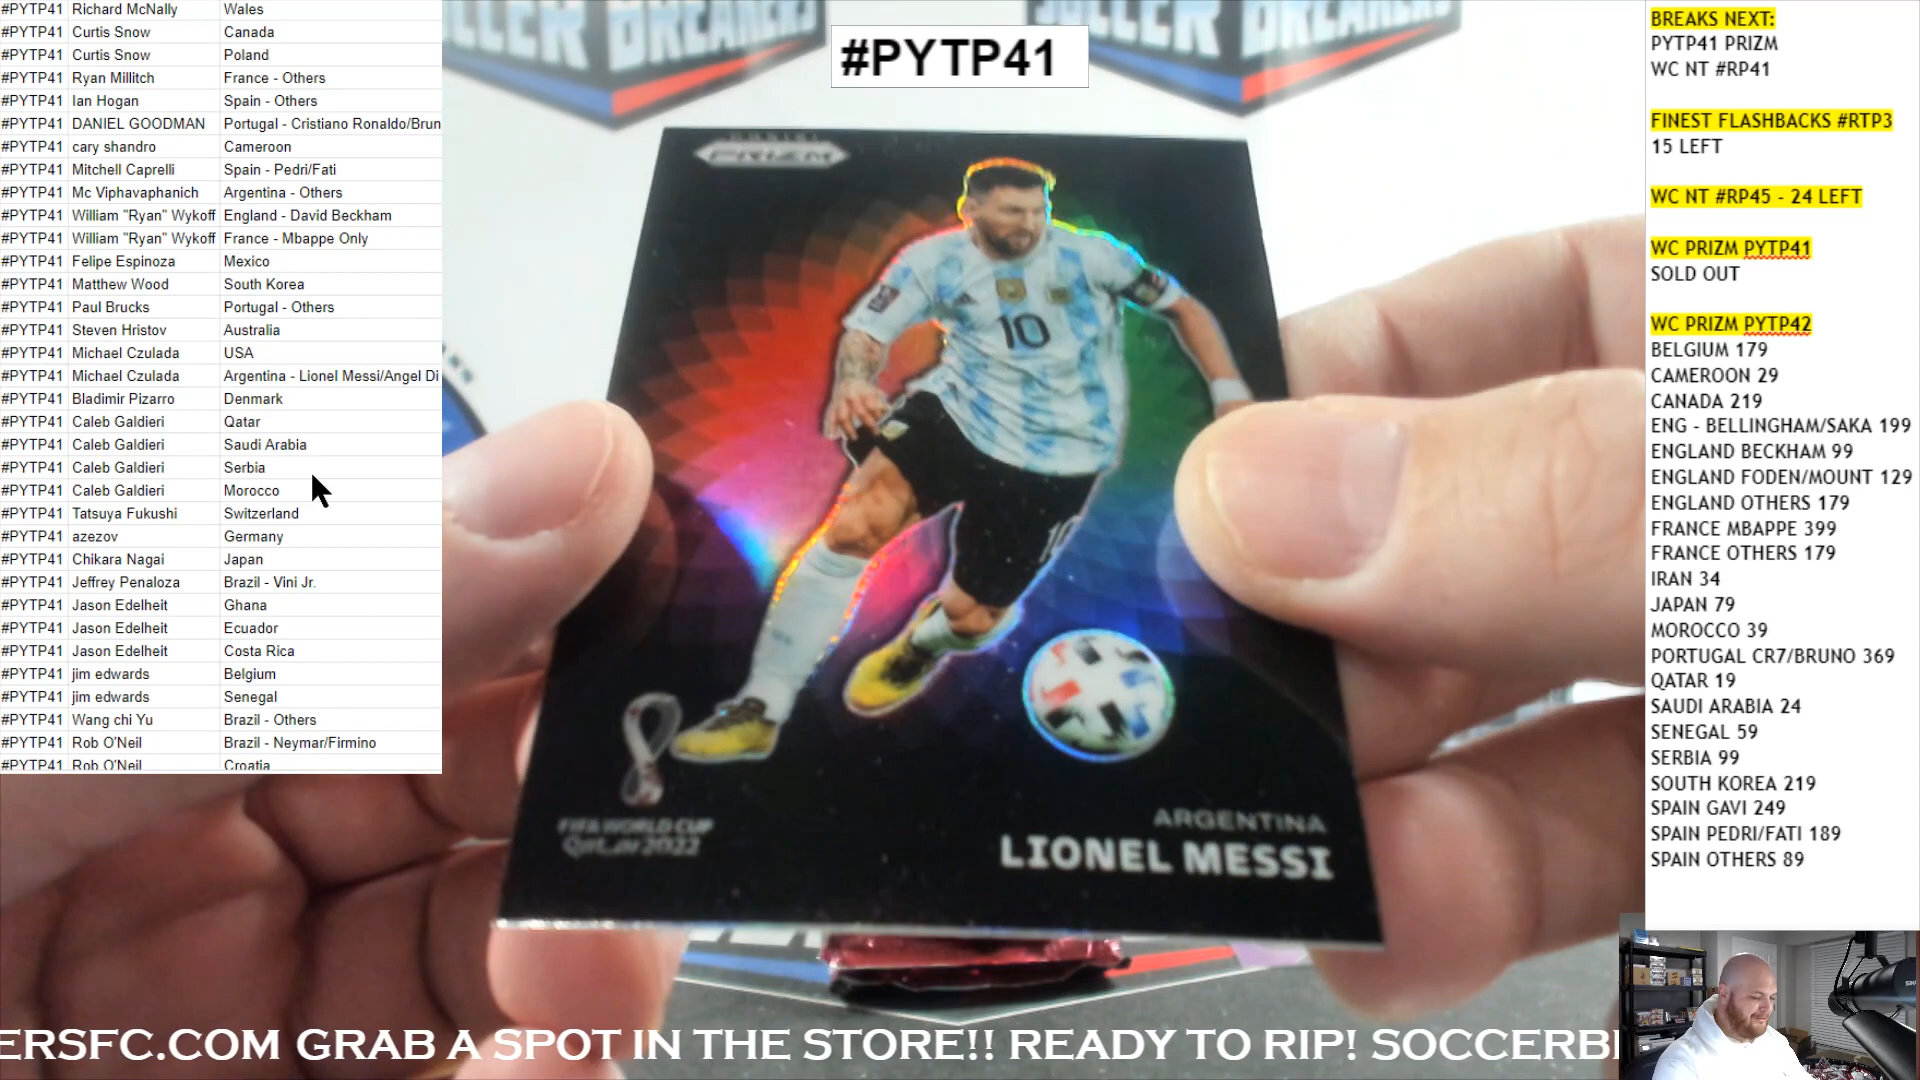 #PYTP41 Richard McNally Wales
#PYTP41 Curtis Snow Canada
#PYTP41 Curtis Snow Poland
#PYTP41 Ryan Millitch France - Others
#PYTP41 Ian Hogan Spain - Others
#PYTP41 DANIEL GOODMAN Portugal - Cristiano Ronaldo/Brun
#PYTP41 cary shandro Cameroon
#PYTP41 Mitchell Caprelli Spain - Pedri/Fati
#PYTP41 Mc Viphavaphanich Argentina - Others
#PYTP41 William "Ryan" Wykoff England - David Beckham
#PYTP41 William "Ryan" Wykoff France - Mbappe Only
#PYTP41 Felipe Espinoza Mexico
#PYTP41 Matthew Wood South Korea
#PYTP41 Paul Brucks Portugal - Others
#PYTP41 Steven Hristov Australia
#PYTP41 Michael Czulada USA
#PYTP41 Michael Czulada Argentina - Lionel Messi/Angel Di
#PYTP41 Bladimir Pizarro Denmark
#PYTP41 Caleb Galdieri Qatar
#PYTP41 Caleb Galdieri Saudi Arabia
#PYTP41 Caleb Galdieri Serbia
#PYTP41 Caleb Galdieri Morocco
#PYTP41 Tatsuya Fukushi Switzerland
#PYTP41 azezov Germany
#PYTP41 Chikara Nagai Japan
#PYTP41 Jeffrey Penaloza Brazil - Vini Jr.
#PYTP41 Jason Edelheit Ghana
#PYTP41 Jason Edelheit Ecuador
#PYTP41 Jason Edelheit Costa Rica
#PYTP41 jim edwards Belgium
#PYTP41 jim edwards Senegal
#PYTP41 Wang chi Yu Brazil - Others
#PYTP41 Rob O'Neil Brazil - Neymar/Firmino
#PYTP41 Rob O'Neil Croatia
SOCCER BREAKERS
#PYTP41
PANINI
PRIZM
10
10
FIFA WORLD CUP
Qatar2022
ARGENTINA
LIONEL MESSI
BREAKS NEXT:
PYTP41 PRIZM
WC NT #RP41
FINEST FLASHBACKS #RTP3
15 LEFT
WC NT #RP45 - 24 LEFT
WC PRIZM PYTP41
SOLD OUT
WC PRIZM PYTP42
BELGIUM 179
CAMEROON 29
CANADA 219
ENG - BELLINGHAM/SAKA 199
ENGLAND BECKHAM 99
ENGLAND FODEN/MOUNT 129
ENGLAND OTHERS 179
FRANCE MBAPPE 399
FRANCE OTHERS 179
IRAN 34
JAPAN 79
MOROCCO 39
PORTUGAL CR7/BRUNO 369
QATAR 19
SAUDI ARABIA 24
SENEGAL 59
SERBIA 99
SOUTH KOREA 219
SPAIN GAVI 249
SPAIN PEDRI/FATI 189
SPAIN OTHERS 89
ERSFC.COM GRAB A SPOT IN THE STORE!! READY TO RIP! SOCCERB